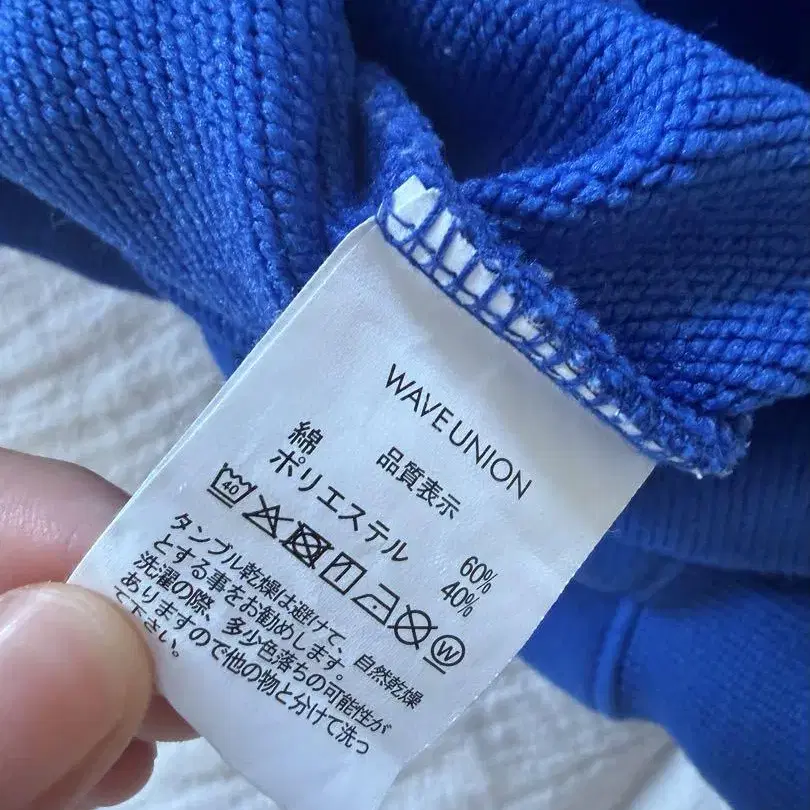 WAVE UNION
品質表示
綿 60%
ポリエステル 40%
40
W
タンブル乾燥は避けて、自然乾燥
とする事をお勧めします。
洗濯の際、多少色落ちの可能性が
ありますので他の物と分けて洗っ
て下さい。